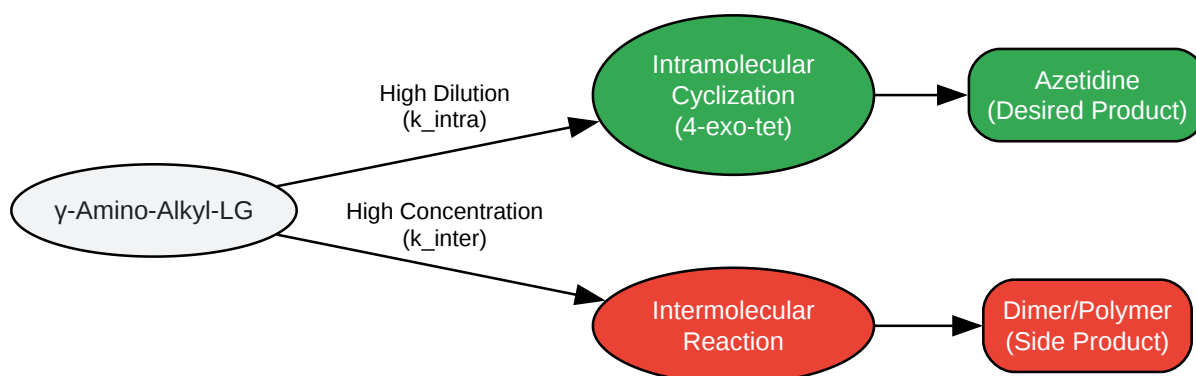 γ-Amino-Alkyl-LG
High Dilution
(k_intra)
High Concentration
(k_inter)
Intramolecular
Cyclization
(4-exo-tet)
Azetidine
(Desired Product)
Intermolecular
Reaction
Dimer/Polymer
(Side Product)